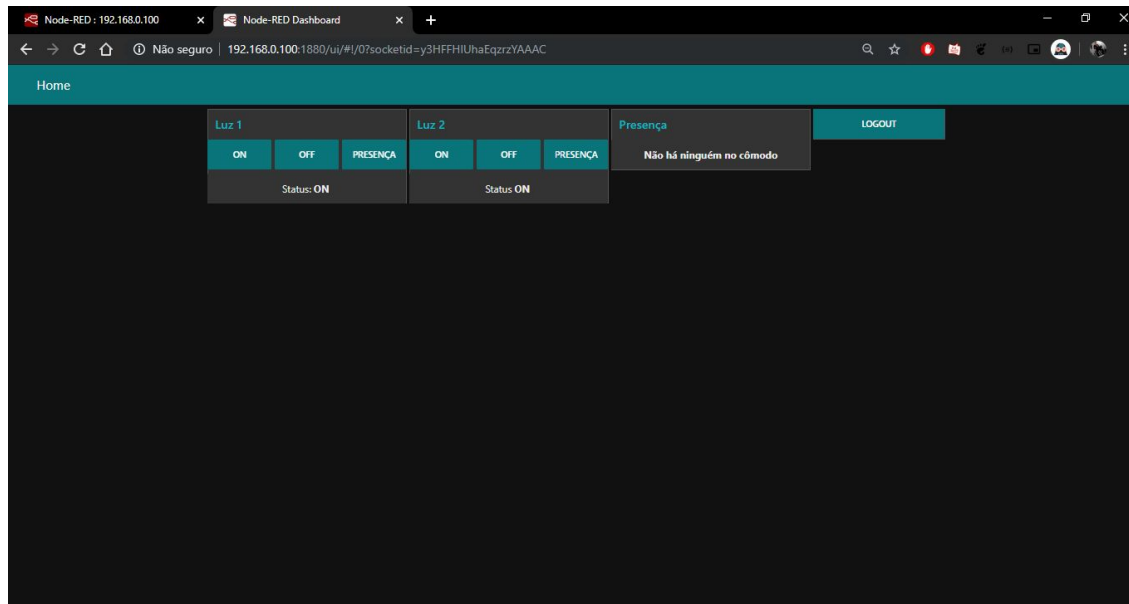 Node-RED : 192.168.0.100
Node-RED Dashboard
Não seguro | 192.168.0.100:1880/ui/#!/0?socketid=y3HFFHIUhaEqzrzYAAAC
Home
Luz 1
ON OFF PRESENÇA
Status: ON
Luz 2
ON OFF PRESENÇA
Status ON
Presença
Não há ninguém no cômodo
LOGOUT